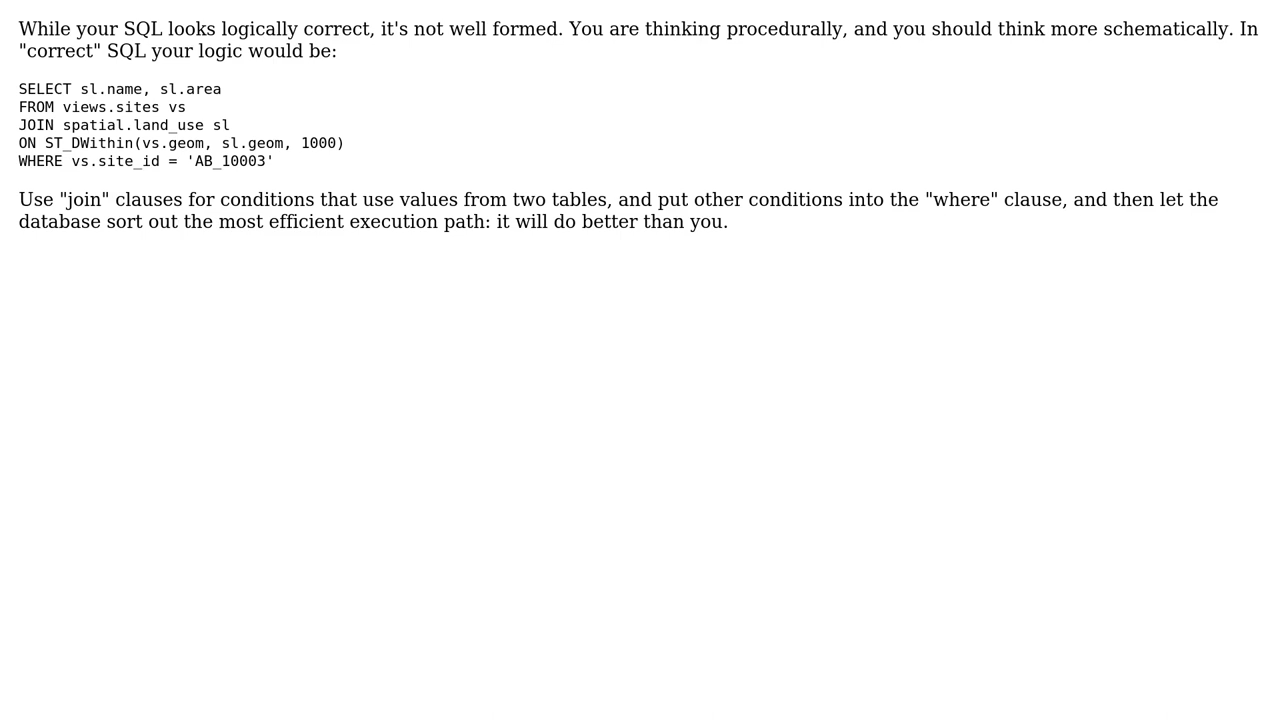 While your SQL looks logically correct, it's not well formed. You are thinking procedurally, and you should think more schematically. In
"correct" SQL your logic would be:
SELECT sl.name, sl.area
FROM views.sites vs
JOIN spatial.land_use sl
ON ST_DWithin(vs.geom, sl.geom, 1000)
WHERE vs.site_id = 'AB_10003'
Use "join" clauses for conditions that use values from two tables, and put other conditions into the "where" clause, and then let the
database sort out the most efficient execution path: it will do better than you.